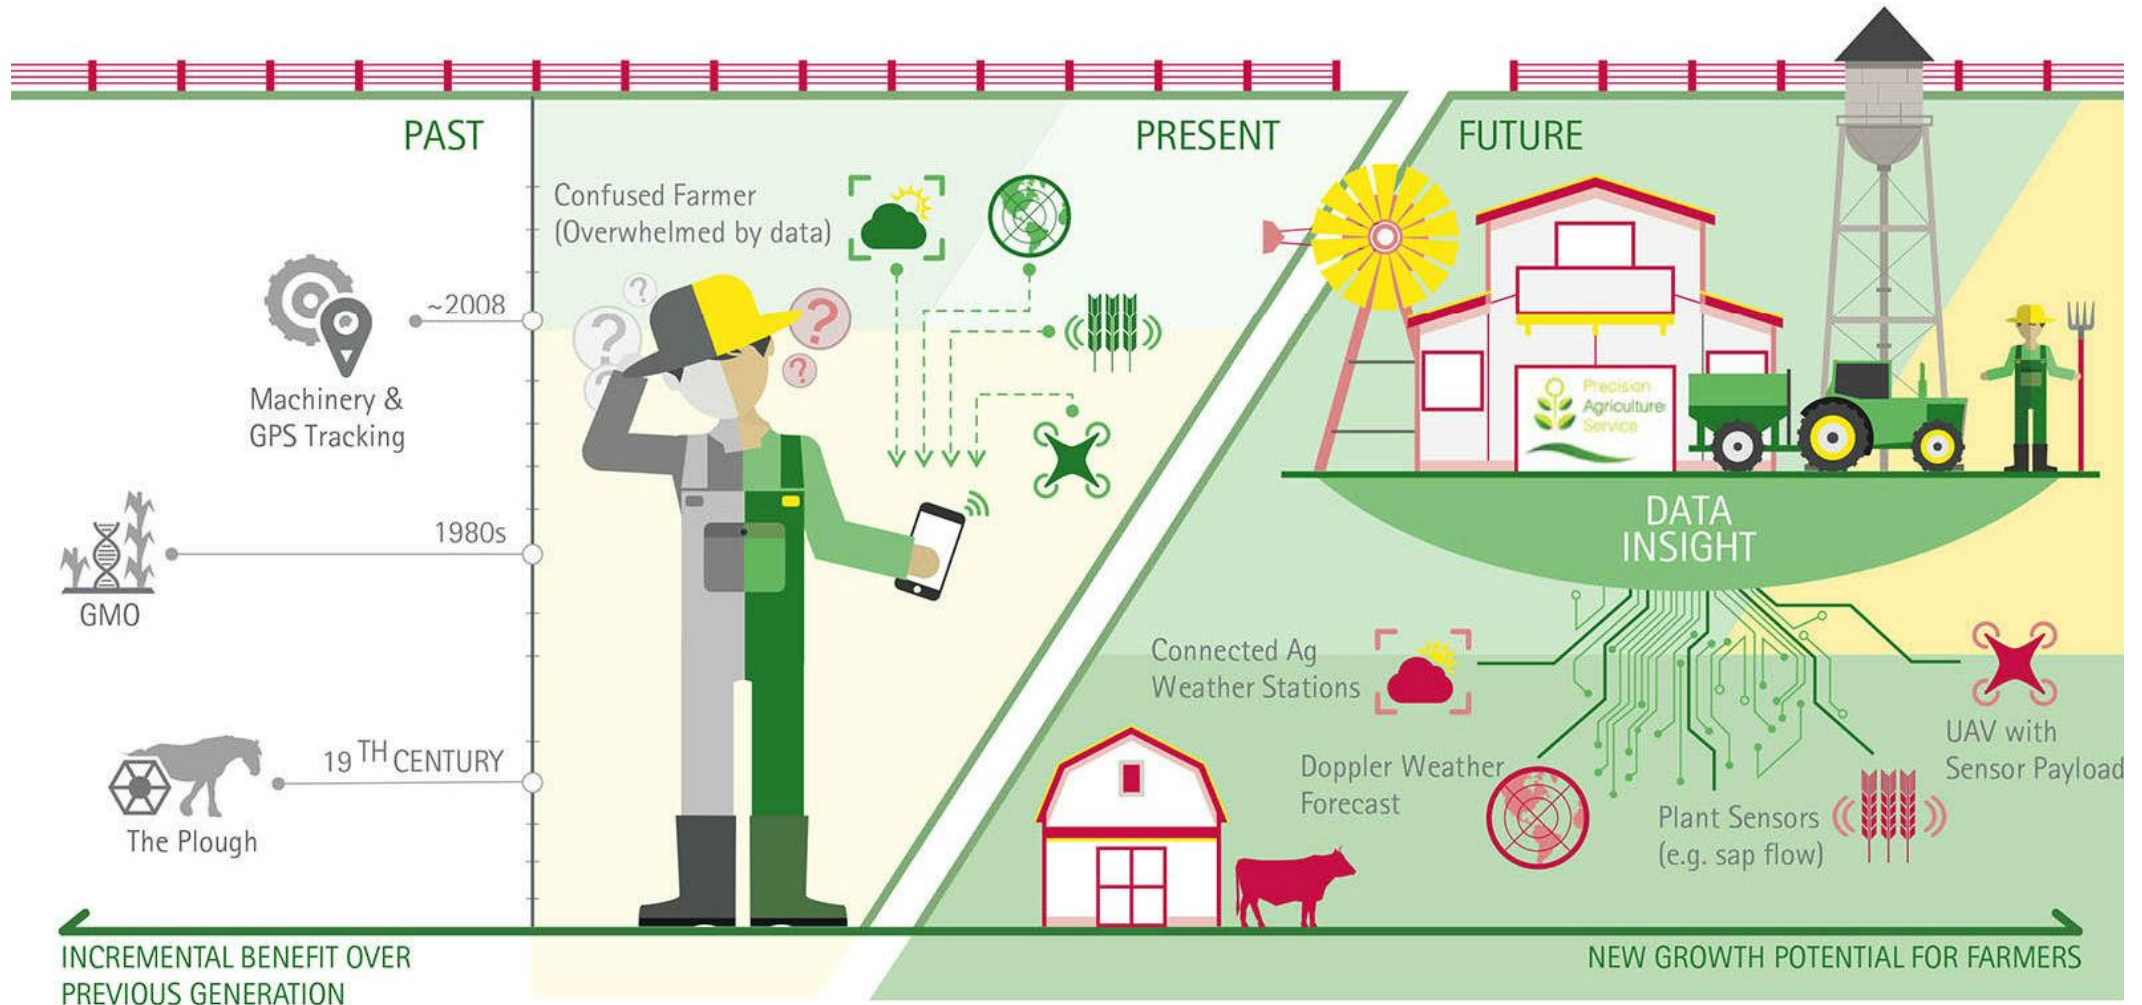 PAST
PRESENT
FUTURE
Confused Farmer
(Overwhelmed by data)
~2008
Machinery &
GPS Tracking
1980s
GMO
19TH CENTURY
The Plough
? ? ? ? ?
Precision
Agriculture
Service
DATA
INSIGHT
Connected Ag
Weather Stations
Doppler Weather
Forecast
Plant Sensors
(e.g. sap flow)
UAV with
Sensor Payload
INCREMENTAL BENEFIT OVER
PREVIOUS GENERATION
NEW GROWTH POTENTIAL FOR FARMERS